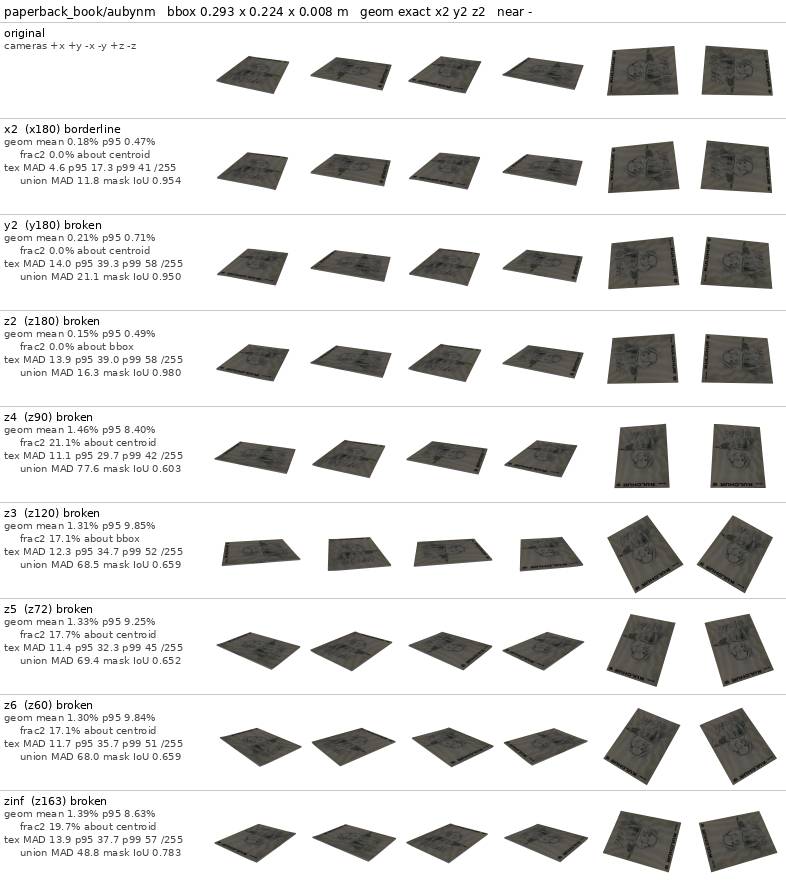 paperback_book/aubynm bbox 0.293 x 0.224 x 0.008 m geom exact x2 y2 z2 near -
original
cameras +x +y -x -y +z -z
x2 (x180) borderline
geom mean 0.18% p95 0.47%
frac2 0.0% about centroid
tex MAD 4.6 p95 17.3 p99 41 /255
union MAD 11.8 mask IoU 0.954
y2 (y180) broken
geom mean 0.21% p95 0.71%
frac2 0.0% about centroid
tex MAD 14.0 p95 39.3 p99 58 /255
union MAD 21.1 mask IoU 0.950
z2 (z180) broken
geom mean 0.15% p95 0.49%
frac2 0.0% about bbox
tex MAD 13.9 p95 39.0 p99 58 /255
union MAD 16.3 mask IoU 0.980
z4 (z90) broken
geom mean 1.46% p95 8.40%
frac2 21.1% about centroid
tex MAD 11.1 p95 29.7 p99 42 /255
union MAD 77.6 mask IoU 0.603
z3 (z120) broken
geom mean 1.31% p95 9.85%
frac2 17.1% about bbox
tex MAD 12.3 p95 34.7 p99 52 /255
union MAD 68.5 mask IoU 0.659
z5 (z72) broken
geom mean 1.33% p95 9.25%
frac2 17.7% about centroid
tex MAD 11.4 p95 32.3 p99 45 /255
union MAD 69.4 mask IoU 0.652
z6 (z60) broken
geom mean 1.30% p95 9.84%
frac2 17.1% about centroid
tex MAD 11.7 p95 35.7 p99 51 /255
union MAD 68.0 mask IoU 0.659
zinf (z163) broken
geom mean 1.39% p95 8.63%
frac2 19.7% about centroid
tex MAD 13.9 p95 37.7 p99 57 /255
union MAD 48.8 mask IoU 0.783